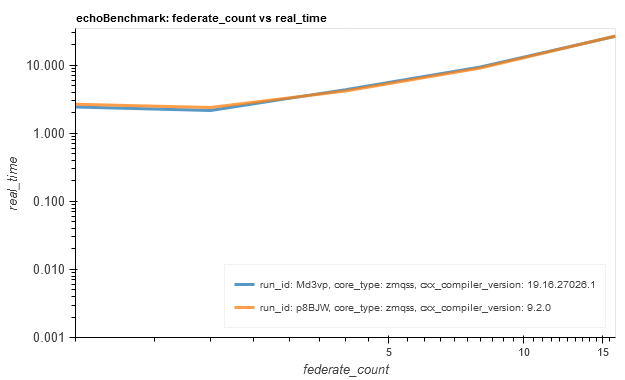 echoBenchmark: federate_count vs real_time
10.000
1.000
0.100
0.010
0.001
real_time
run_id: Md3vp, core_type: zmqss, cxx_compiler_version: 19.16.27026.1
run_id: p8BJW, core_type: zmqss, cxx_compiler_version: 9.2.0
5 10 15
federate_count